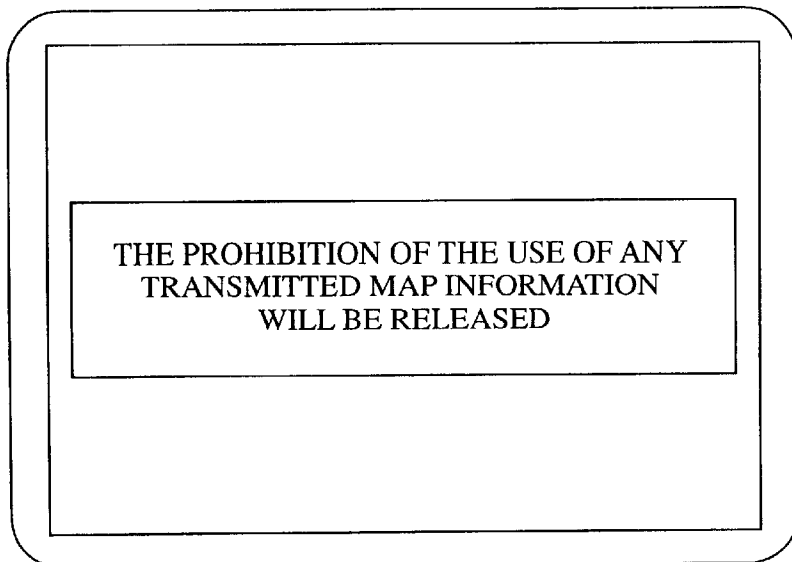 THE PROHIBITION OF THE USE OF ANY
TRANSMITTED MAP INFORMATION
WILL BE RELEASED